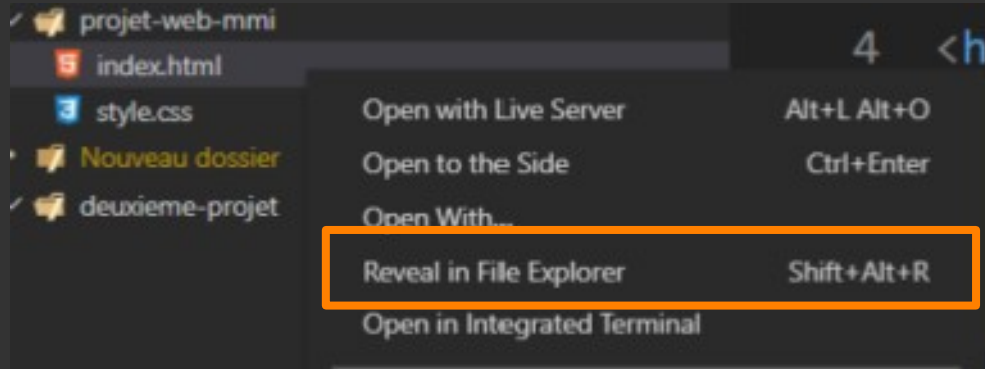 projet-web-mmi
index.html
style.css
Nouveau dossier
deuxieme-projet
4 <h
Open with Live Server Alt+L Alt+O
Open to the Side Ctrl+Enter
Open With...
Reveal in File Explorer Shift+Alt+R
Open in Integrated Terminal